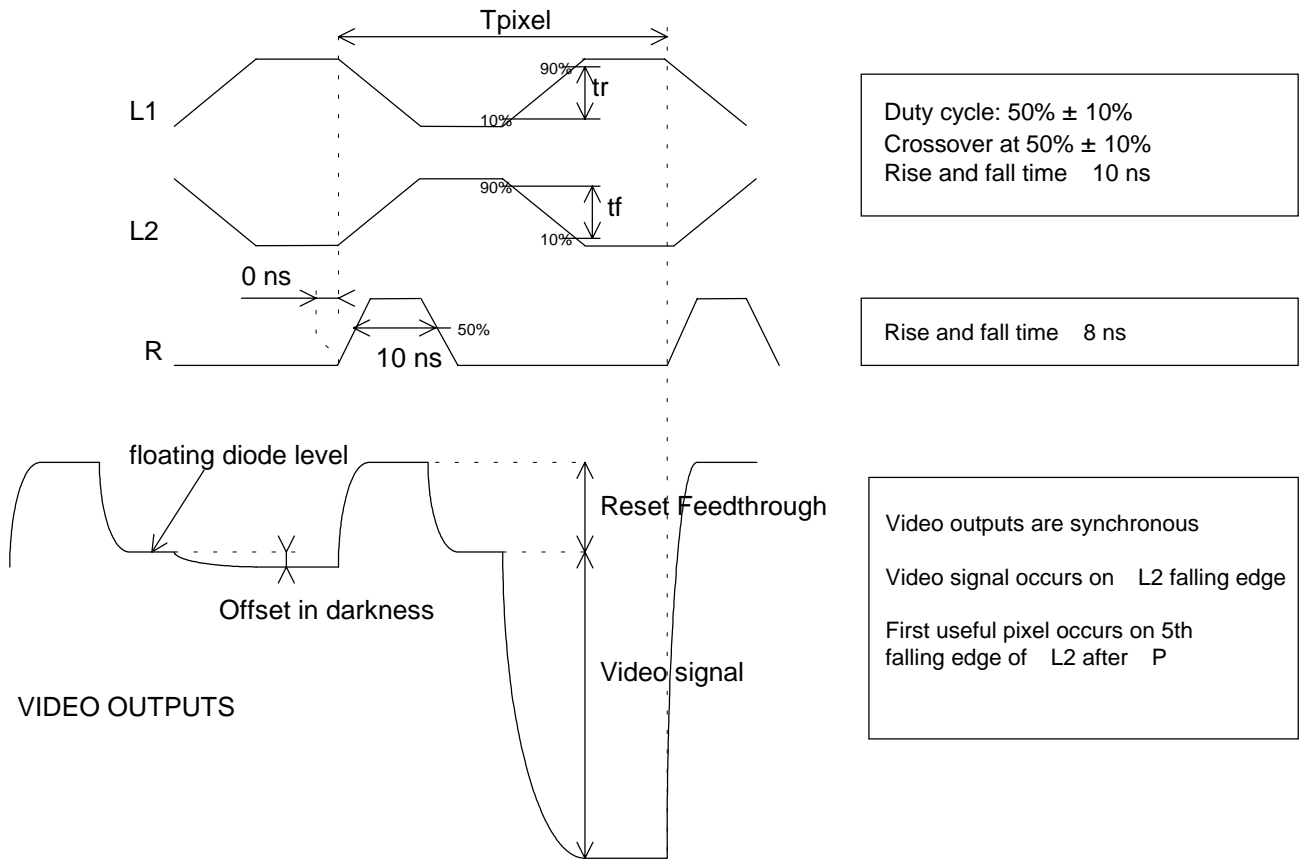 Tpixel
90%
tr
L1
10%
Duty cycle: 50% ± 10%
Crossover at 50% ± 10%
Rise and fall time 10 ns
90%
tf
L2
10%
0 ns
R
50%
10 ns
Rise and fall time 8 ns
floating diode level
Reset Feedthrough
Offset in darkness
Video signal
VIDEO OUTPUTS
Video outputs are synchronous
Video signal occurs on L2 falling edge
First useful pixel occurs on 5th
falling edge of L2 after P